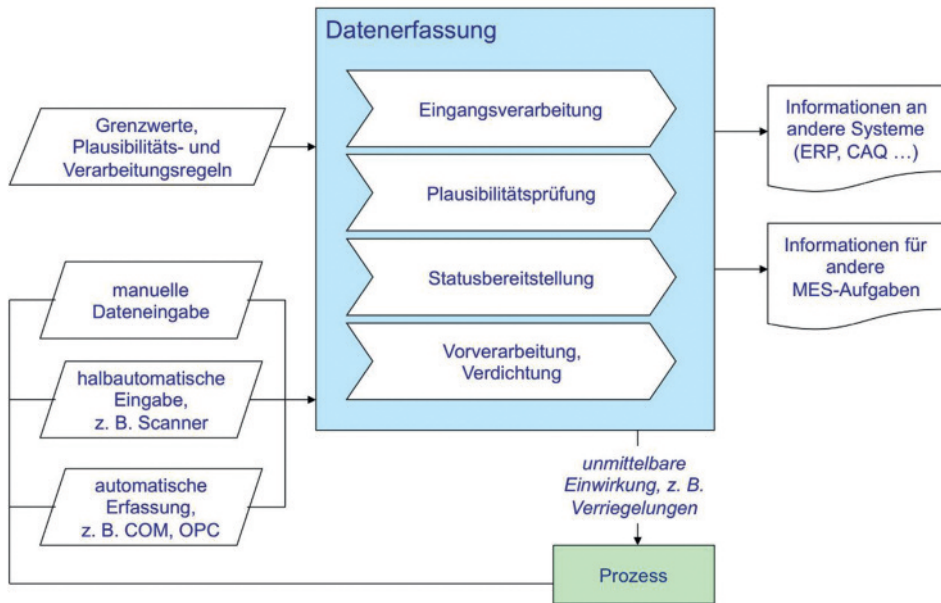 Datenerfassung
Eingangsverarbeitung
Plausibilitätsprüfung
Statusbereitstellung
Vorverarbeitung,
Verdichtung
Grenzwerte,
Plausibilitäts- und
Verarbeitungsregeln
manuelle
Dateneingabe
halbautomatische
Eingabe,
z. B. Scanner
automatische
Erfassung,
z. B. COM, OPC
Informationen an
andere Systeme
(ERP, CAQ …)
Informationen für
andere
MES-Aufgaben
unmittelbare
Einwirkung, z. B.
Verriegelungen
Prozess